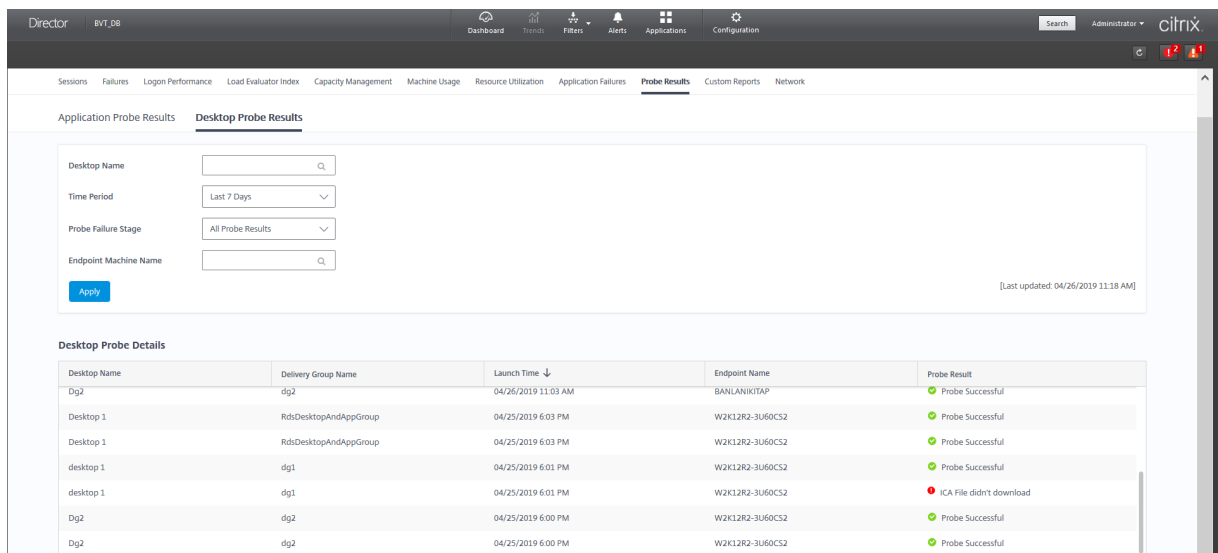 Director BVT_DB Dashboard Trends Filters Alerts Applications Configuration Search Administrator citrix
2 1
Sessions Failures Logon Performance Load Evaluator Index Capacity Management Machine Usage Resource Utilization Application Failures Probe Results Custom Reports Network
Application Probe Results Desktop Probe Results
Desktop Name
Time Period Last 7 Days
Probe Failure Stage All Probe Results
Endpoint Machine Name
Apply [Last updated: 04/26/2019 11:18 AM]
Desktop Probe Details
Desktop Name Delivery Group Name Launch Time Endpoint Name Probe Result
Dg2 dg2 04/26/2019 11:03 AM BANLANIKITAP Probe Successful
Desktop 1 RdsDesktopAndAppGroup 04/25/2019 6:03 PM W2K12R2-3U60CS2 Probe Successful
Desktop 1 RdsDesktopAndAppGroup 04/25/2019 6:03 PM W2K12R2-3U60CS2 Probe Successful
desktop 1 dg1 04/25/2019 6:01 PM W2K12R2-3U60CS2 Probe Successful
desktop 1 dg1 04/25/2019 6:01 PM W2K12R2-3U60CS2 ICA File didn't download
Dg2 dg2 04/25/2019 6:00 PM W2K12R2-3U60CS2 Probe Successful
Dg2 dg2 04/25/2019 6:00 PM W2K12R2-3U60CS2 Probe Successful